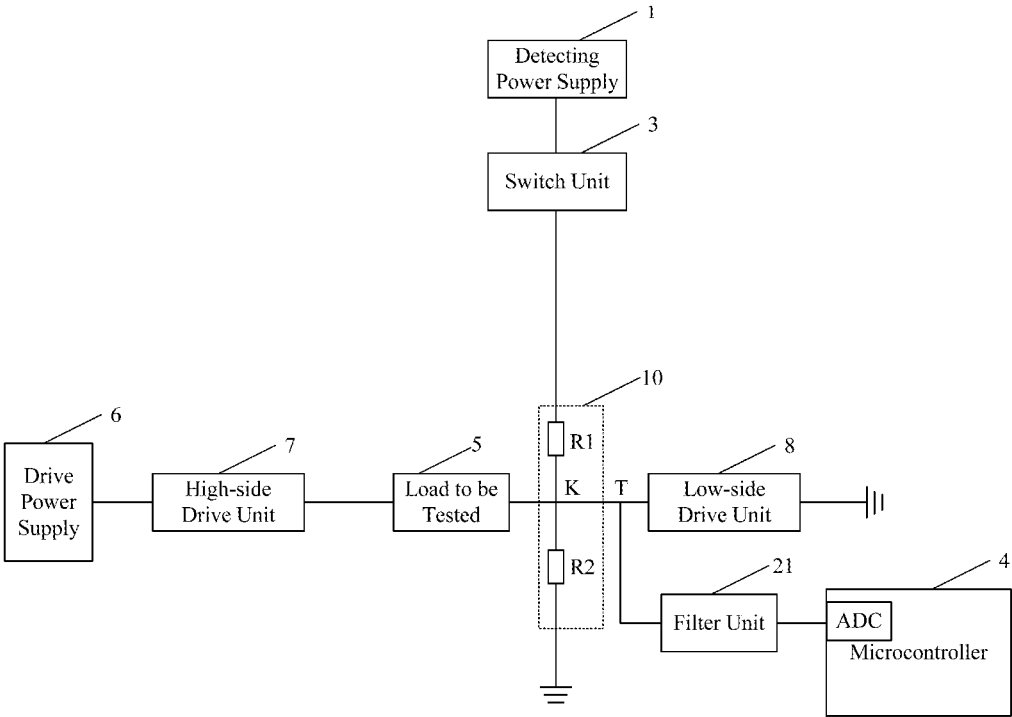 1
Detecting
Power Supply
3
Switch Unit
10
6
7
5
R1
8
Drive
Power
Supply
High-side
Drive Unit
Load to be
Tested
K
T
Low-side
Drive Unit
R2
21
4
Filter Unit
ADC
Microcontroller